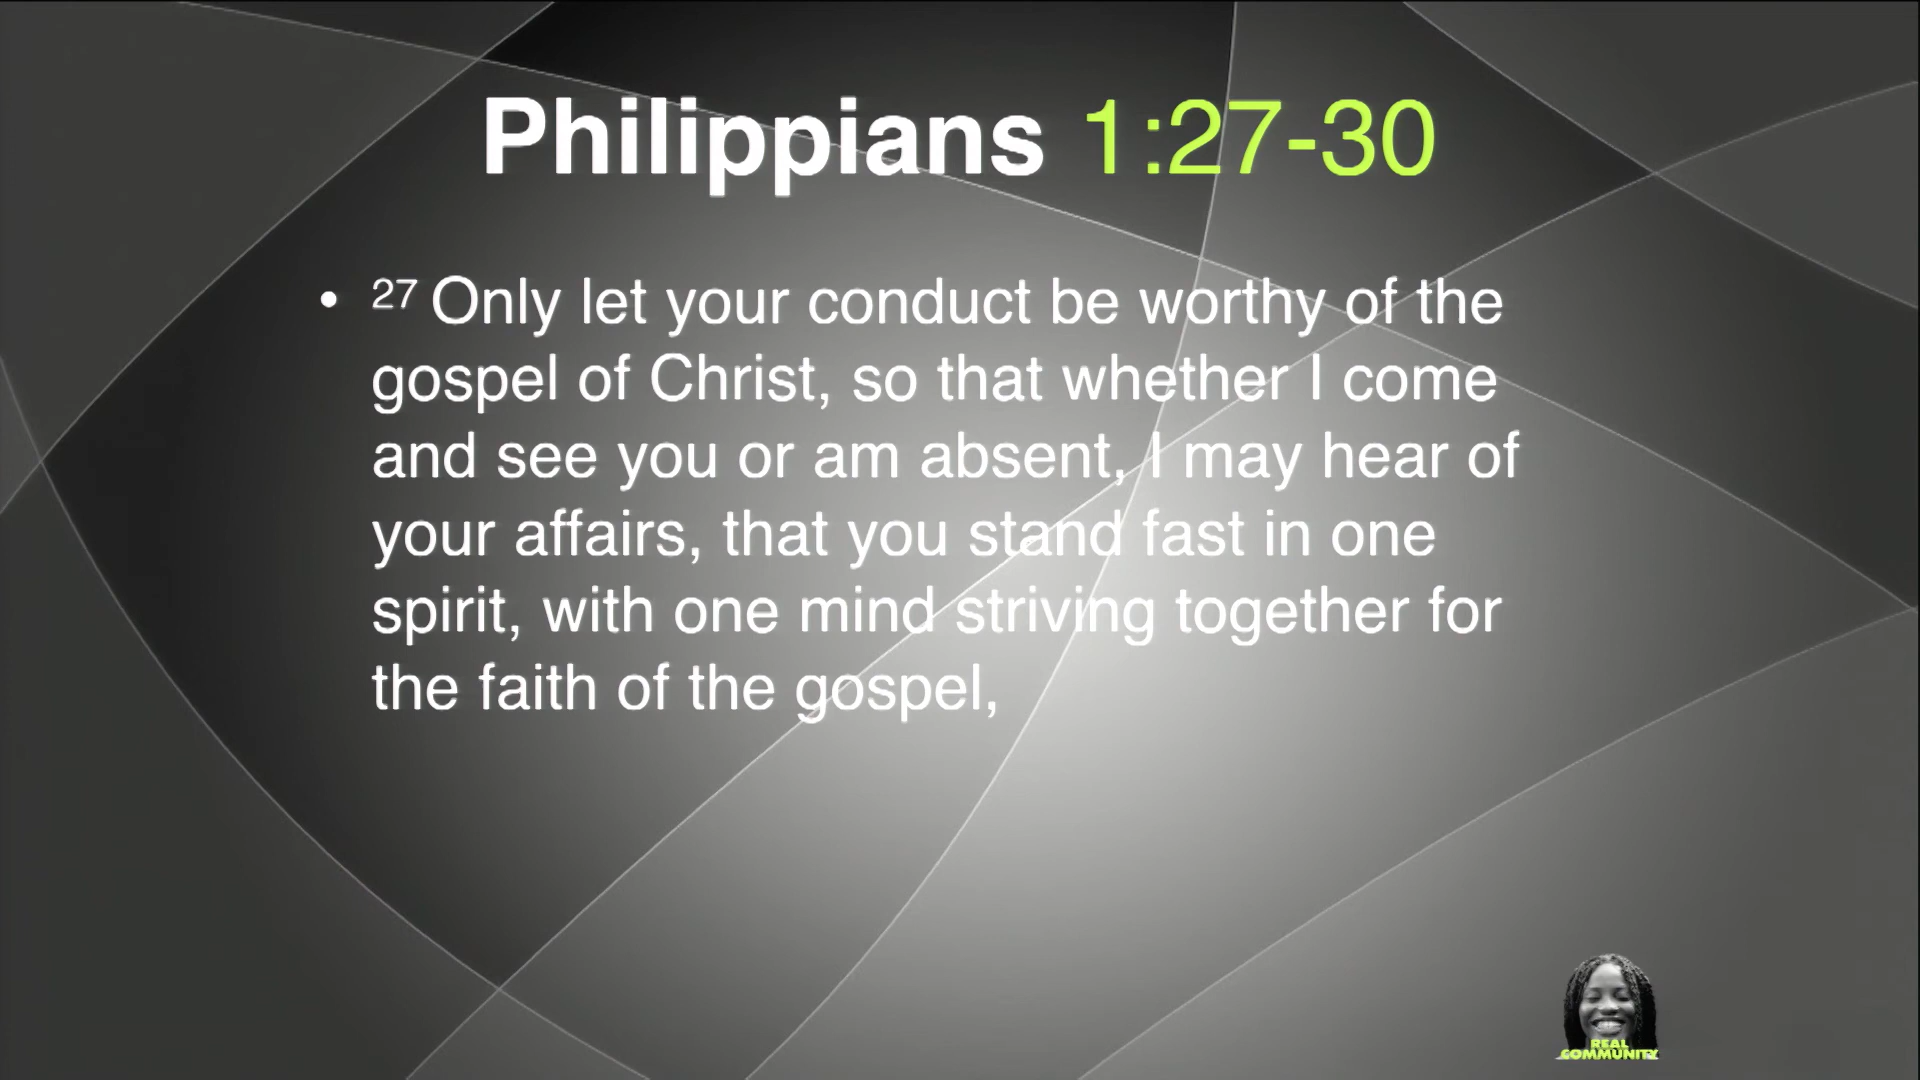 Philippians 1:27-30
• 27 Only let your conduct be worthy of the
gospel of Christ, so that whether I come
and see you or am absent, I may hear of
your affairs, that you stand fast in one
spirit, with one mind striving together for
the faith of the gospel,
REAL
COMMUNITY